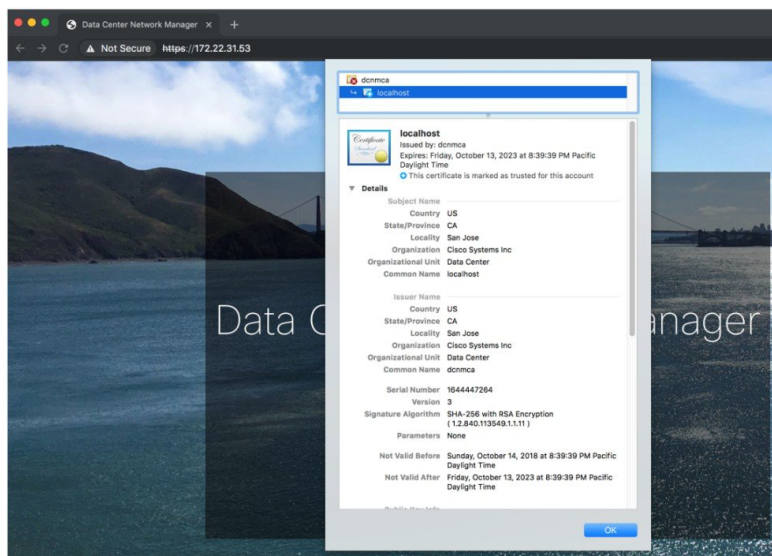 Data Center Network Manager
Not Secure https://172.22.31.53
dcnmca
localhost
Certificate
Standard
localhost
Issued by: dcnmca
Expires: Friday, October 13, 2023 at 8:39:39 PM Pacific
Daylight Time
This certificate is marked as trusted for this account
Details
Subject Name
Country US
State/Province CA
Locality San Jose
Organization Cisco Systems Inc
Organizational Unit Data Center
Common Name localhost
Issuer Name
Country US
State/Province CA
Locality San Jose
Organization Cisco Systems Inc
Organizational Unit Data Center
Common Name dcnmca
Serial Number 1644447264
Version 3
Signature Algorithm SHA-256 with RSA Encryption
( 1.2.840.113549.1.1.11 )
Parameters None
Not Valid Before Sunday, October 14, 2018 at 8:39:39 PM Pacific
Daylight Time
Not Valid After Friday, October 13, 2023 at 8:39:39 PM Pacific
Daylight Time
Public Key Info
OK
Data C anager